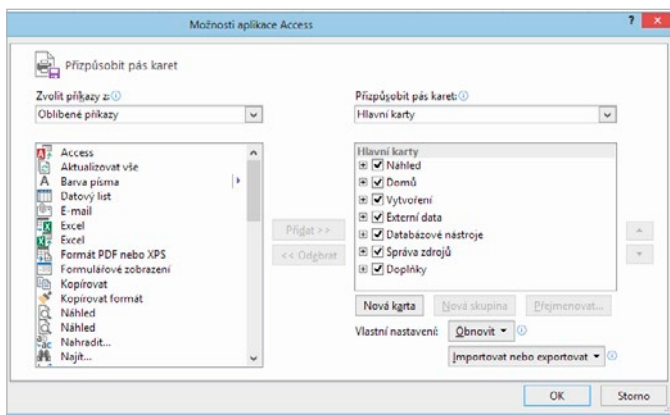 Možnosti aplikace Access
Přizpůsobit pás karet
Zvolit příkazy z:
Oblíbené příkazy
Access
Aktualizovat vše
Barva písma
Datový list
E-mail
Excel
Excel
Formát PDF nebo XPS
Formulářové zobrazení
Kopírovat
Kopírovat formát
Náhled
Náhled
Nahradit...
Najít...
Přidat >>
<< Odebrat
Přizpůsobit pás karet:
Hlavní karty
Hlavní karty
Náhled
Domů
Vytvoření
Externí data
Databázové nástroje
Správa zdrojů
Doplňky
Nová karta Nová skupina Přejmenovat...
Vlastní nastavení: Obnovit
Importovat nebo exportovat
OK Storno